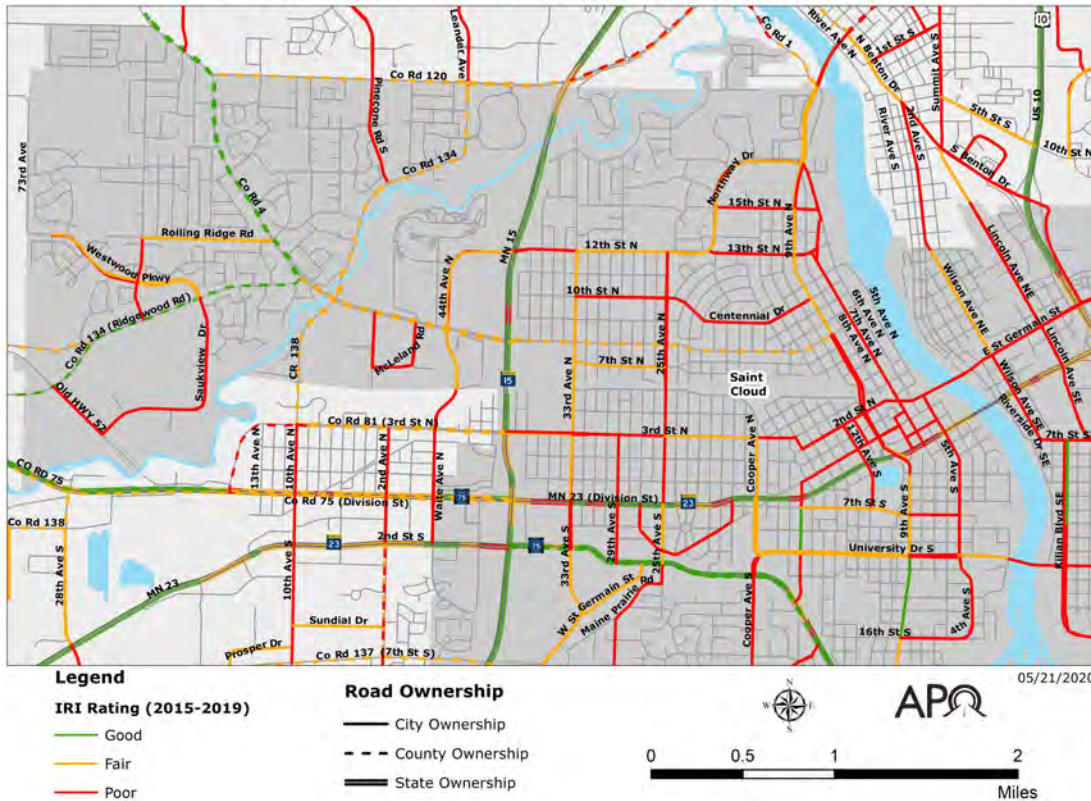 Leander Ave
Co Rd 1
River Ave N
N Benton Dr
1st St S
Summit Ave S
10
US 10
Co Rd 120
Pinecone Rd S
Co Rd 134
73rd Ave
Co Rd 4
MN 15
Northway Dr
15th St N
9th Ave N
River Ave S
2nd Ave S
5th St S
10th St N
S Benton Dr
Rolling Ridge Rd
Westwood Pkwy
Co Rd 134 (Ridgewood Rd)
Saukview Dr
Old HWY 52
CR 138
McLeland Rd
44th Ave N
12th St N
13th St N
10th St N
Centennial Dr
25th Ave N
33rd Ave N
7th St N
5th Ave N
6th Ave N
7th Ave N
8th Ave N
Wilson Ave NE
Lincoln Ave NE
E St Germain St
Lincoln Ave SE
Wilson Ave SE
Riverside Dr SE
7th St S
15
Saint
Cloud
Co Rd 81 (3rd St N)
3rd St N
2nd St N
12th Ave S
5th Ave S
Cooper Ave N
13th Ave N
10th Ave N
2nd Ave N
Waite Ave N
CO RD 75
Co Rd 75 (Division St)
75
MN 23 (Division St)
23
7th St S
9th Ave S
Co Rd 138
28th Ave S
MN 23
10th Ave S
23
2nd St S
75
33rd Ave S
29th Ave S
25th Ave S
University Dr S
Kilian Blvd SE
W St Germain St
Maine Prairie Rd
Cooper Ave S
16th St S
4th Ave S
Sundial Dr
Prosper Dr
Co Rd 137 (7th St S)
Legend
IRI Rating (2015-2019)
Good
Fair
Poor
Road Ownership
City Ownership
County Ownership
State Ownership
N
W E
S
APO
05/21/2020
0 0.5 1 2
Miles